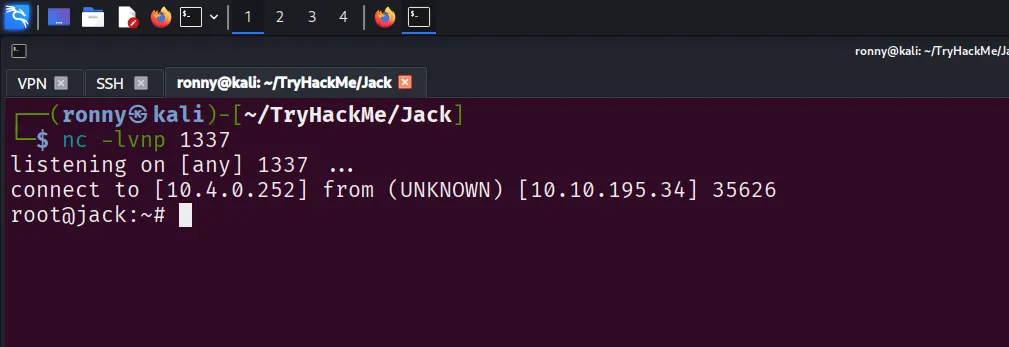 1 2 3 4
ronny@kali: ~/TryHackMe/Ja
VPN SSH ronny@kali: ~/TryHackMe/Jack
┌──(ronny㉿kali)-[~/TryHackMe/Jack]
└─$ nc -lvnp 1337
listening on [any] 1337 ...
connect to [10.4.0.252] from (UNKNOWN) [10.10.195.34] 35626
root@jack:~#